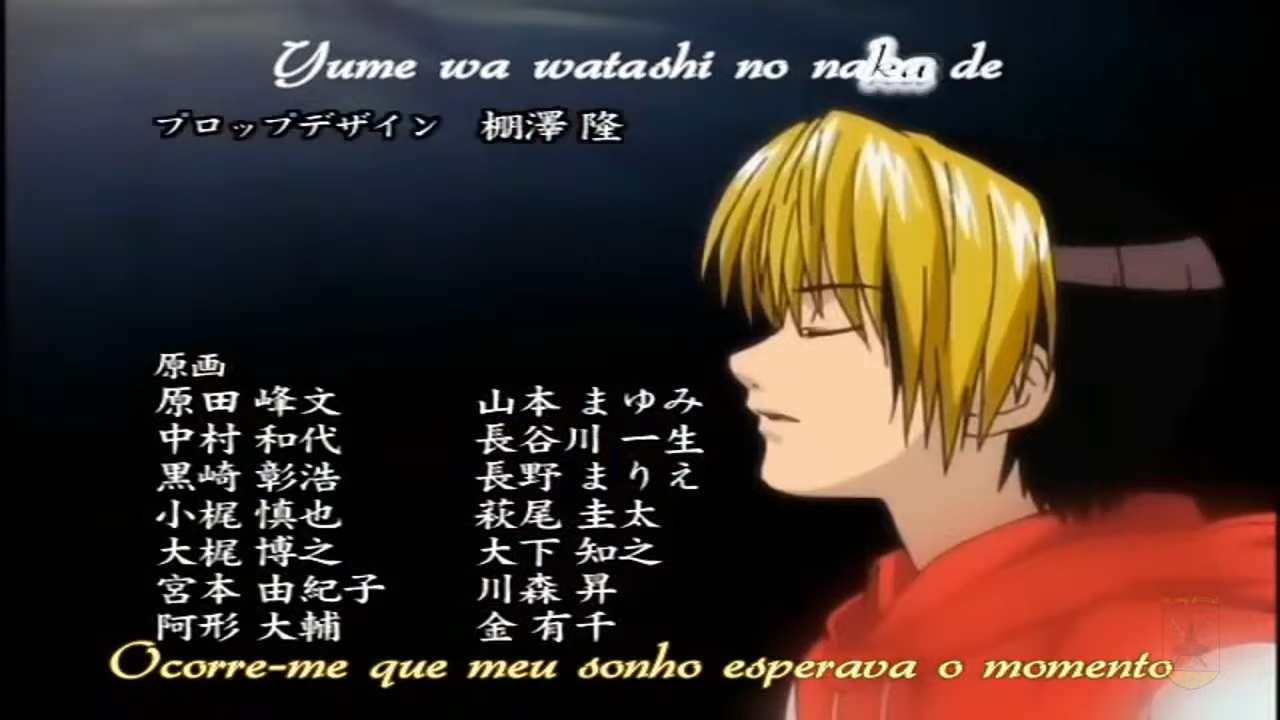 Yume wa watashi no naka de
プロップデザイン 棚澤 隆
原画
原田 峰文 山本 まゆみ
中村 和代 長谷川 一生
黒崎 彰浩 長野 まりえ
小梶 慎也 萩尾 圭太
大梶 博之 大下 知之
宮本 由紀子 川森 昇
阿形 大輔 金 有千
Ocorre-me que meu sonho esperava o momento